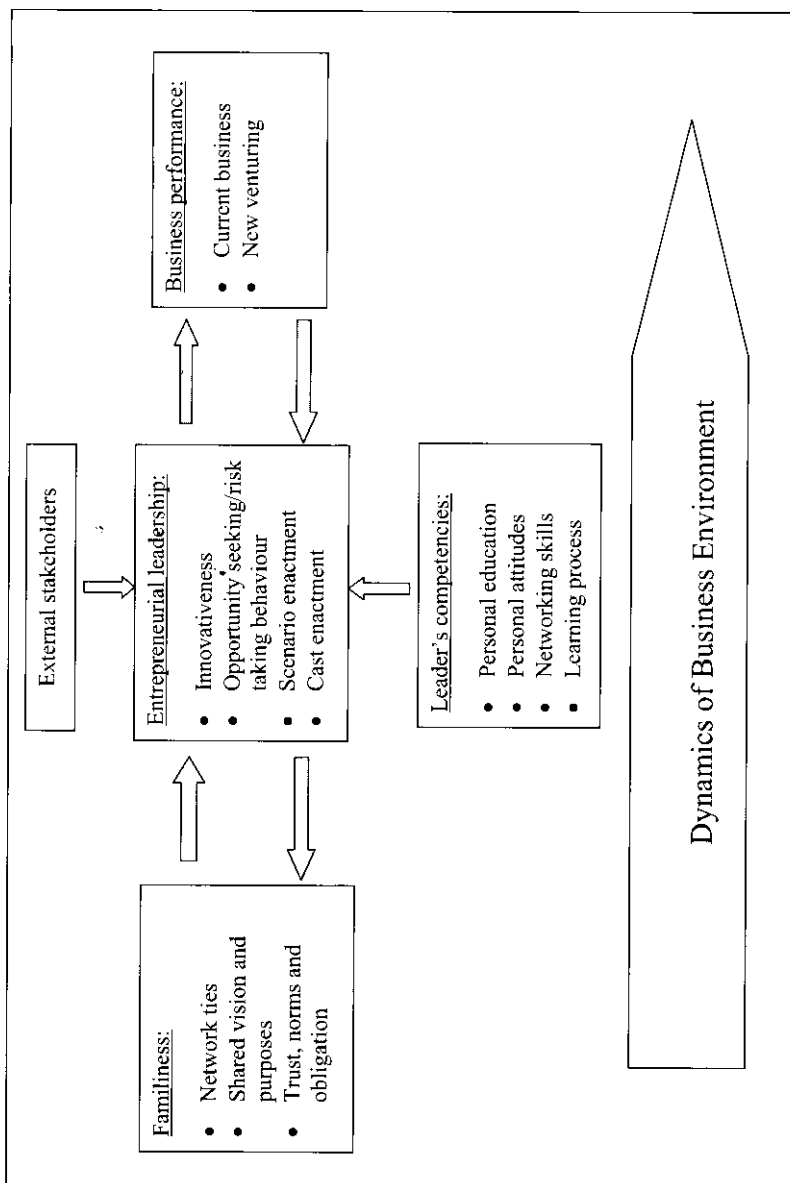 External stakeholders
Familiness:
• Network ties
• Shared vision and
purposes
• Trust, norms and
obligation
Entrepreneurial leadership:
• Innovativeness
• Opportunity seeking/risk
taking behaviour
▪ Scenario enactment
• Cast enactment
Business performance:
• Current business
• New venturing
Leader's competencies:
• Personal education
• Personal attitudes
• Networking skills
▪ Learning process
Dynamics of Business Environment